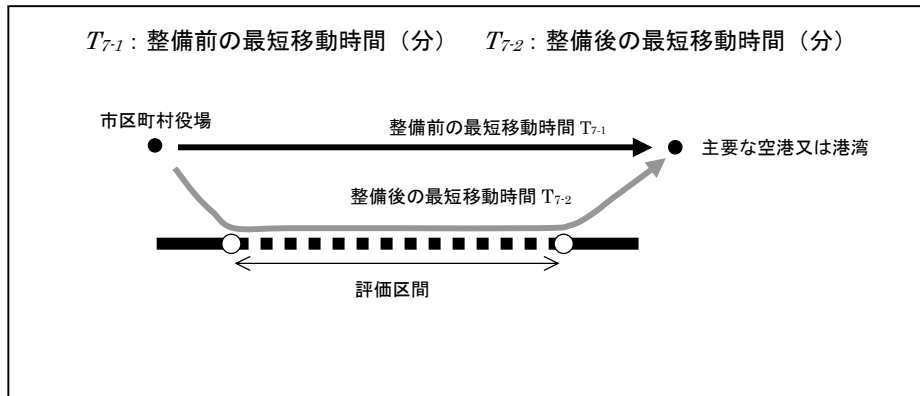 T7-1：整備前の最短移動時間（分）　T7-2：整備後の最短移動時間（分）
市区町村役場
整備前の最短移動時間 T7-1
主要な空港又は港湾
整備後の最短移動時間 T7-2
評価区間